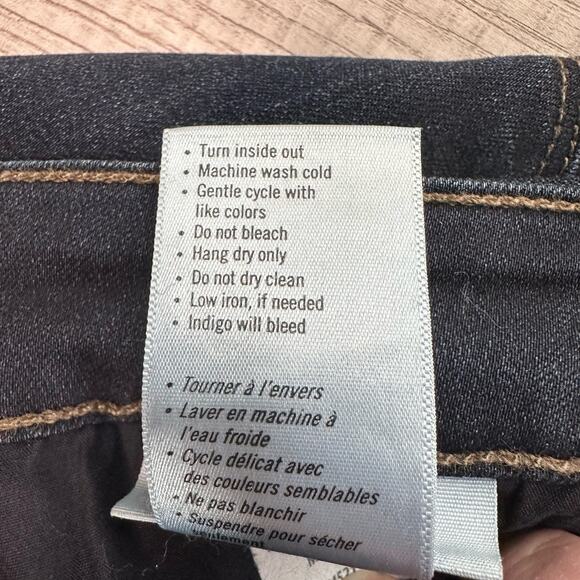 • Turn inside out
• Machine wash cold
• Gentle cycle with
like colors
• Do not bleach
• Hang dry only
• Do not dry clean
• Low iron, if needed
• Indigo will bleed
• Tourner à l'envers
• Laver en machine à
l'eau froide
• Cycle délicat avec
des couleurs semblables
• Ne pas blanchir
• Suspendre pour sécher
seulement